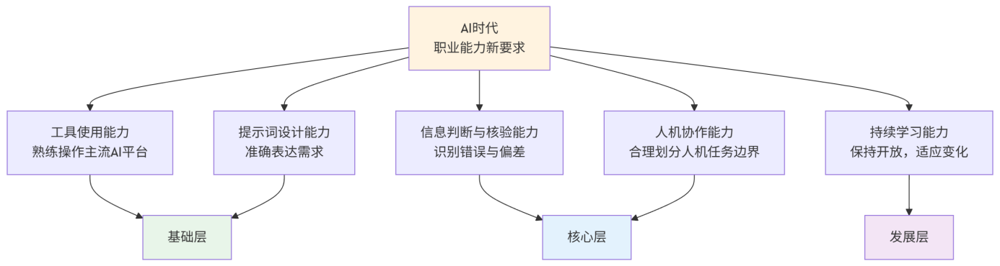 AI时代
职业能力新要求
工具使用能力
熟练操作主流AI平台
提示词设计能力
准确表达需求
信息判断与核验能力
识别错误与偏差
人机协作能力
合理划分人机任务边界
持续学习能力
保持开放，适应变化
基础层
核心层
发展层